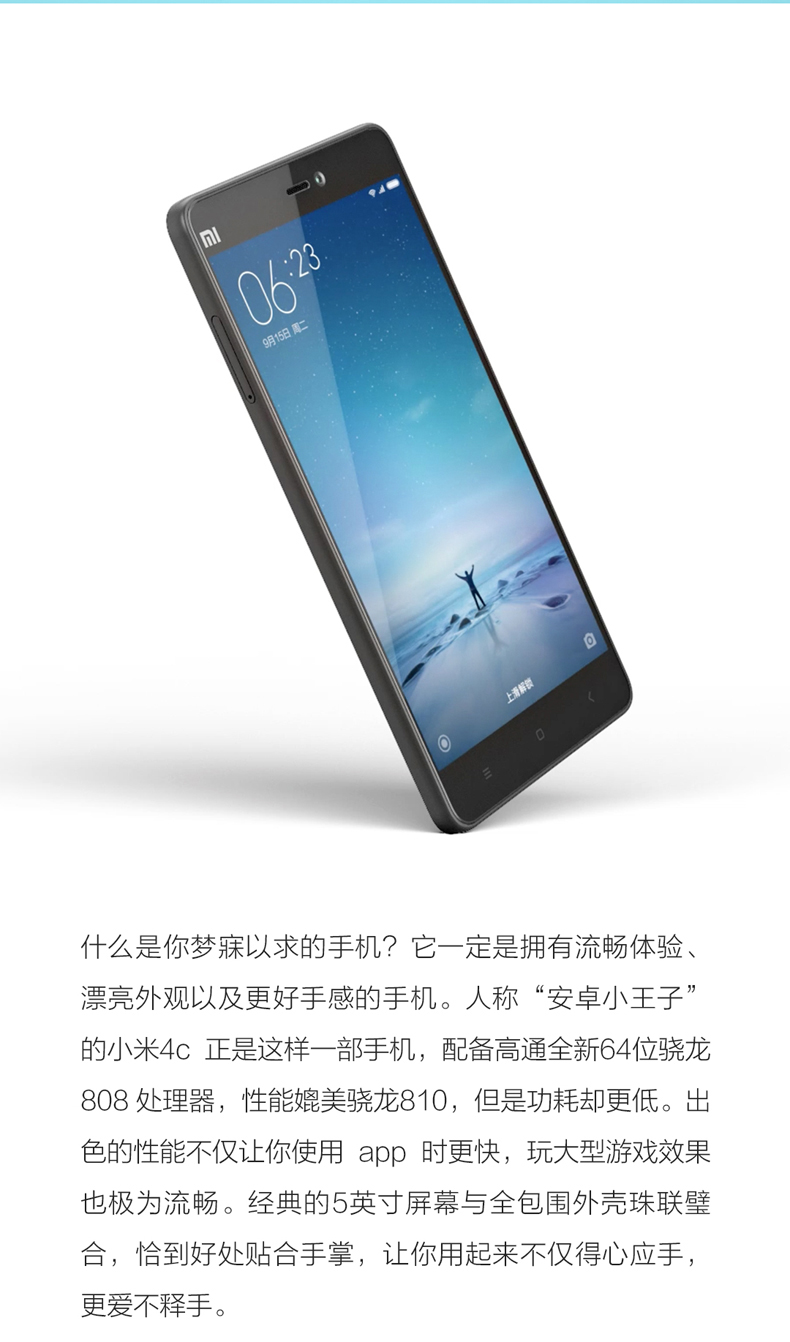 mi
06:23
9月15日 周二
上滑解锁
什么是你梦寐以求的手机？它一定是拥有流畅体验、
漂亮外观以及更好手感的手机。人称“安卓小王子”
的小米4c 正是这样一部手机，配备高通全新64位骁龙
808 处理器，性能媲美骁龙810，但是功耗却更低。出
色的性能不仅让你使用 app 时更快，玩大型游戏效果
也极为流畅。经典的5英寸屏幕与全包围外壳珠联璧
合，恰到好处贴合手掌，让你用起来不仅得心应手，
更爱不释手。